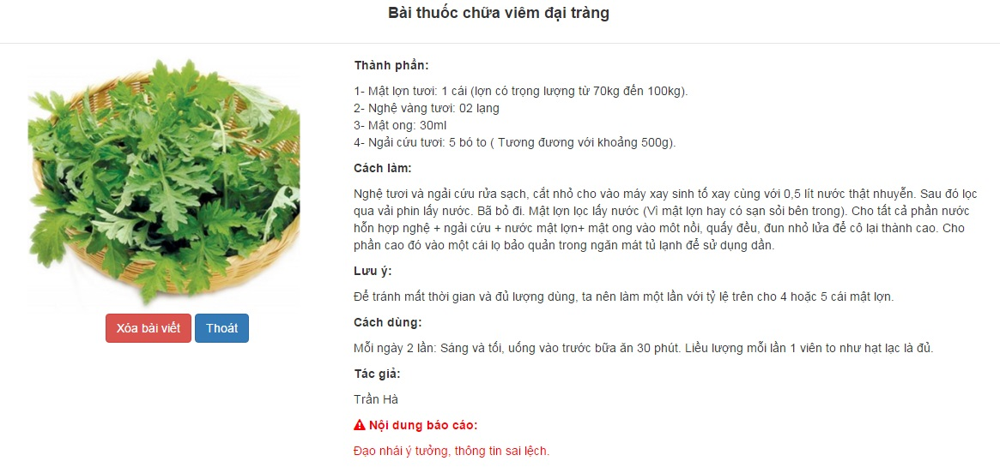 Bài thuốc chữa viêm đại tràng
Thành phần:
1- Mật lợn tươi: 1 cái (lợn có trọng lượng từ 70kg đến 100kg).
2- Nghệ vàng tươi: 02 lạng
3- Mật ong: 30ml
4- Ngải cứu tươi: 5 bó to ( Tương đương với khoảng 500g).
Cách làm:
Nghệ tươi và ngải cứu rửa sạch, cắt nhỏ cho vào máy xay sinh tố xay cùng với 0,5 lít nước thật nhuyễn. Sau đó lọc
qua vải phin lấy nước. Bã bỏ đi. Mật lợn lọc lấy nước (Vì mật lợn hay có sạn sỏi bên trong). Cho tất cả phần nước
hỗn hợp nghệ + ngải cứu + nước mật lợn+ mật ong vào môt nồi, quấy đều, đun nhỏ lửa để cô lại thành cao. Cho
phần cao đó vào một cái lọ bảo quản trong ngăn mát tủ lạnh để sử dụng dần.
Lưu ý:
Để tránh mất thời gian và đủ lượng dùng, ta nên làm một lần với tỷ lệ trên cho 4 hoặc 5 cái mật lợn.
Cách dùng:
Mỗi ngày 2 lần: Sáng và tối, uống vào trước bữa ăn 30 phút. Liều lượng mỗi lần 1 viên to như hạt lạc là đủ.
Tác giả:
Trần Hà
Nội dung báo cáo:
Đạo nhái ý tưởng, thông tin sai lệch.
Xóa bài viết
Thoát